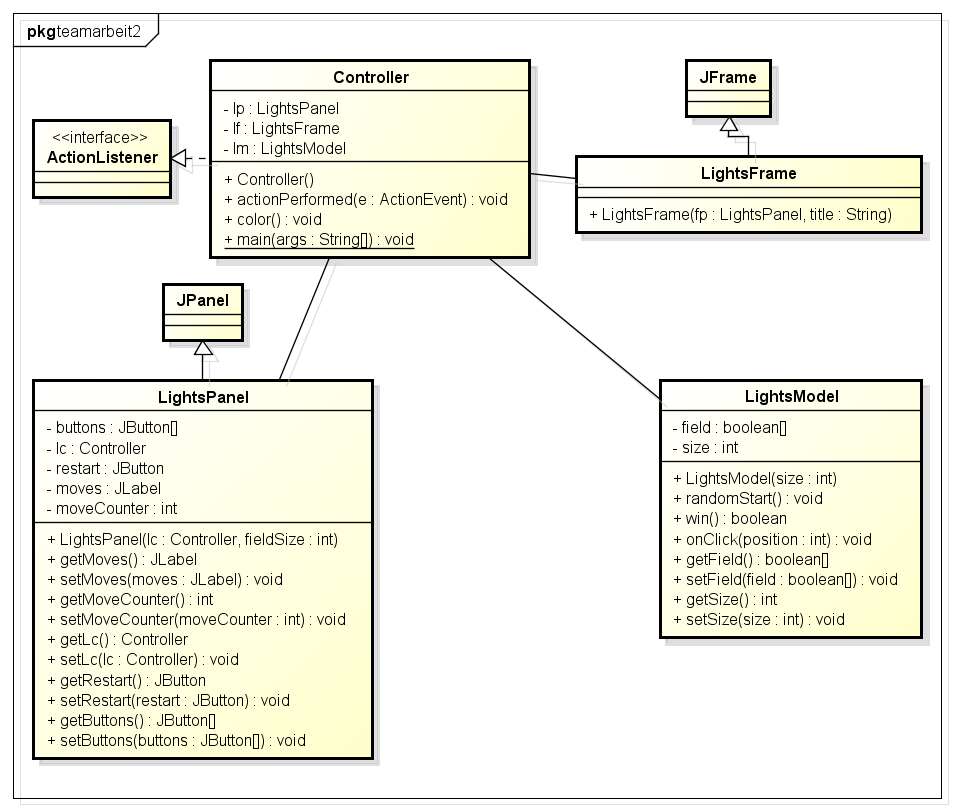 pkg teamarbeit2
Controller
- lp : LightsPanel
- lf : LightsFrame
- lm : LightsModel
+ Controller()
+ actionPerformed(e : ActionEvent) : void
+ color() : void
+ main(args : String[]) : void
<<interface>>
ActionListener
JFrame
LightsFrame
+ LightsFrame(fp : LightsPanel, title : String)
JPanel
LightsPanel
- buttons : JButton[]
- lc : Controller
- restart : JButton
- moves : JLabel
- moveCounter : int
+ LightsPanel(lc : Controller, fieldSize : int)
+ getMoves() : JLabel
+ setMoves(moves : JLabel) : void
+ getMoveCounter() : int
+ setMoveCounter(moveCounter : int) : void
+ getLc() : Controller
+ setLc(lc : Controller) : void
+ getRestart() : JButton
+ setRestart(restart : JButton) : void
+ getButtons() : JButton[]
+ setButtons(buttons : JButton[]) : void
LightsModel
- field : boolean[]
- size : int
+ LightsModel(size : int)
+ randomStart() : void
+ win() : boolean
+ onClick(position : int) : void
+ getField() : boolean[]
+ setField(field : boolean[]) : void
+ getSize() : int
+ setSize(size : int) : void